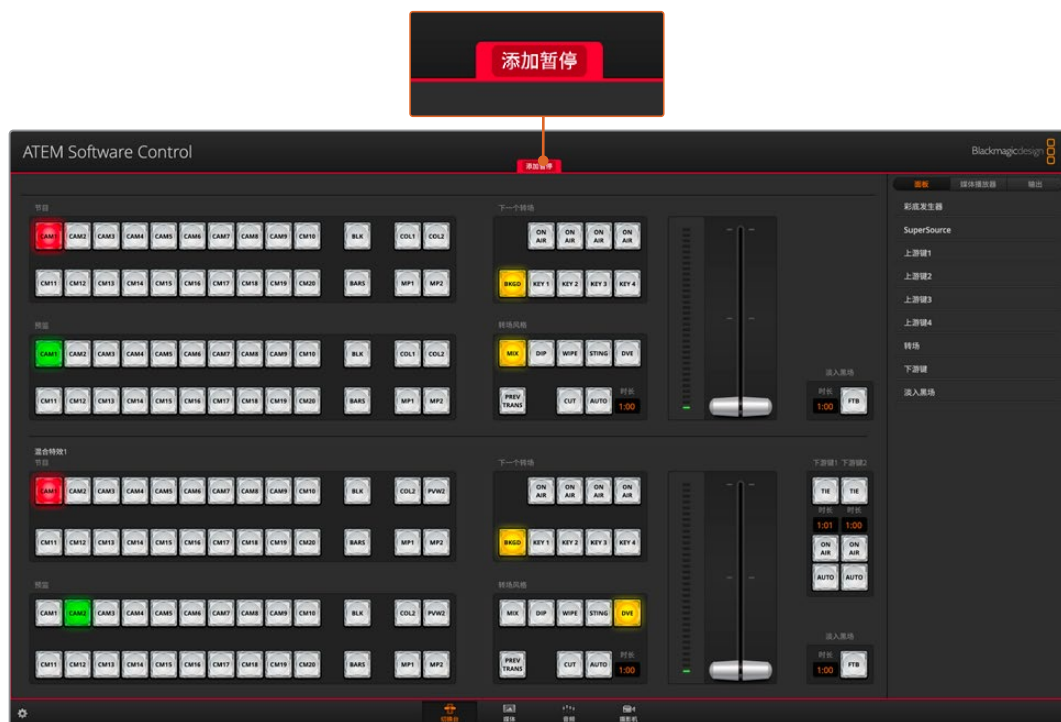 添加暂停
ATEM Software Control
Blackmagicdesign
添加暂停
面板 媒体播放器 输出
节目
下一个转场
CAM1 CAM2 CAM3 CAM4 CAM5 CAM6 CAM7 CAM8 CAM9 CM10 BLK COL1 COL2
ON AIR ON AIR ON AIR ON AIR
CM11 CM12 CM13 CM14 CM15 CM16 CM17 CM18 CM19 CM20 BARS MP1 MP2
BKGD KEY 1 KEY 2 KEY 3 KEY 4
预监
转场风格
CAM1 CAM2 CAM3 CAM4 CAM5 CAM6 CAM7 CAM8 CAM9 CM10 BLK COL1 COL2
MIX DIP WIPE STING DVE
CM11 CM12 CM13 CM14 CM15 CM16 CM17 CM18 CM19 CM20 BARS MP1 MP2
PREV TRANS CUT AUTO
时长
1:00
淡入黑场
时长
1:00 FTB
彩底发生器
SuperSource
上游键1
上游键2
上游键3
上游键4
转场
下游键
淡入黑场
混合特效1
节目
下一个转场
CAM1 CAM2 CAM3 CAM4 CAM5 CAM6 CAM7 CAM8 CAM9 CM10 BLK COL2 PVW2
ON AIR ON AIR ON AIR ON AIR
CM11 CM12 CM13 CM14 CM15 CM16 CM17 CM18 CM19 CM20 BARS MP1 MP2
BKGD KEY 1 KEY 2 KEY 3 KEY 4
预监
转场风格
CAM1 CAM2 CAM3 CAM4 CAM5 CAM6 CAM7 CAM8 CAM9 CM10 BLK COL2 PVW2
MIX DIP WIPE STING DVE
CM11 CM12 CM13 CM14 CM15 CM16 CM17 CM18 CM19 CM20 BARS MP1 MP2
PREV TRANS CUT AUTO
时长
1:00
下游键1 下游键2
TIE TIE
时长 时长
1:01 1:00
ON AIR ON AIR
AUTO AUTO
淡入黑场
时长
1:00 FTB
切换台 媒体 音频 摄影机